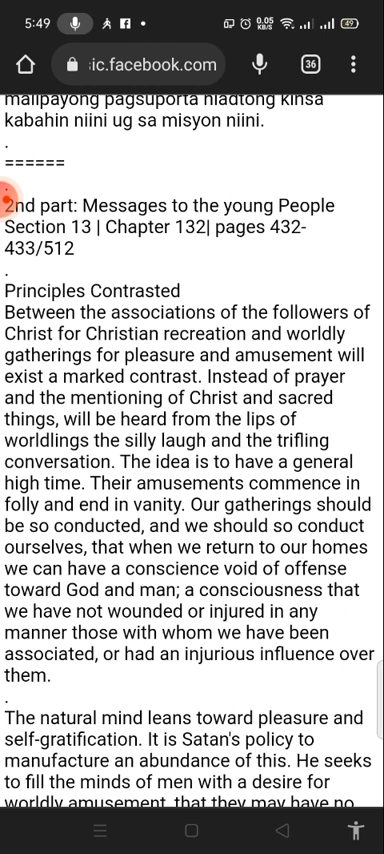 5:49
0.05
KB/S
49
ic.facebook.com
36
malipayong pagsuporta niadtong kinsa
kabahin niini ug sa misyon niini.
.
======
.
2nd part: Messages to the young People
Section 13 | Chapter 132| pages 432-
433/512
.
Principles Contrasted
Between the associations of the followers of
Christ for Christian recreation and worldly
gatherings for pleasure and amusement will
exist a marked contrast. Instead of prayer
and the mentioning of Christ and sacred
things, will be heard from the lips of
worldlings the silly laugh and the trifling
conversation. The idea is to have a general
high time. Their amusements commence in
folly and end in vanity. Our gatherings should
be so conducted, and we should so conduct
ourselves, that when we return to our homes
we can have a conscience void of offense
toward God and man; a consciousness that
we have not wounded or injured in any
manner those with whom we have been
associated, or had an injurious influence over
them.
.
The natural mind leans toward pleasure and
self-gratification. It is Satan's policy to
manufacture an abundance of this. He seeks
to fill the minds of men with a desire for
worldly amusement, that they may have no